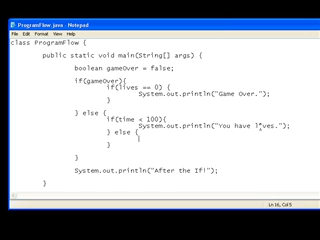 ProgramFlow.java - Notepad
File Edit Format View Help
class ProgramFlow {
public static void main(String[] args) {
boolean gameOver = false;
if(gameOver){
if(lives == 0) {
System.out.println("Game Over.");
}
} else {
if(time < 100){
System.out.println("You have lives.");
} else {
}
}
System.out.println("After the If!");
}
Ln 16, Col 5